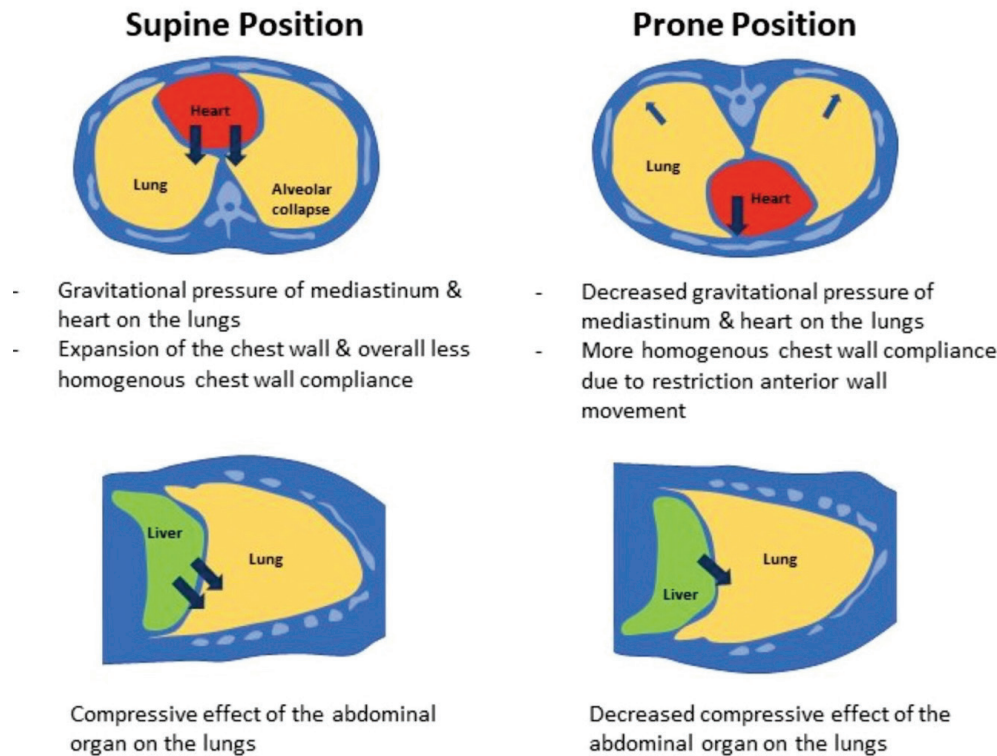 Supine Position
Heart
Lung
Alveolar
collapse
- Gravitational pressure of mediastinum &
heart on the lungs
- Expansion of the chest wall & overall less
homogenous chest wall compliance
Liver
Lung
Compressive effect of the abdominal
organ on the lungs
Prone Position
Lung
Heart
- Decreased gravitational pressure of
mediastinum & heart on the lungs
- More homogenous chest wall compliance
due to restriction anterior wall
movement
Lung
Liver
Decreased compressive effect of the
abdominal organ on the lungs